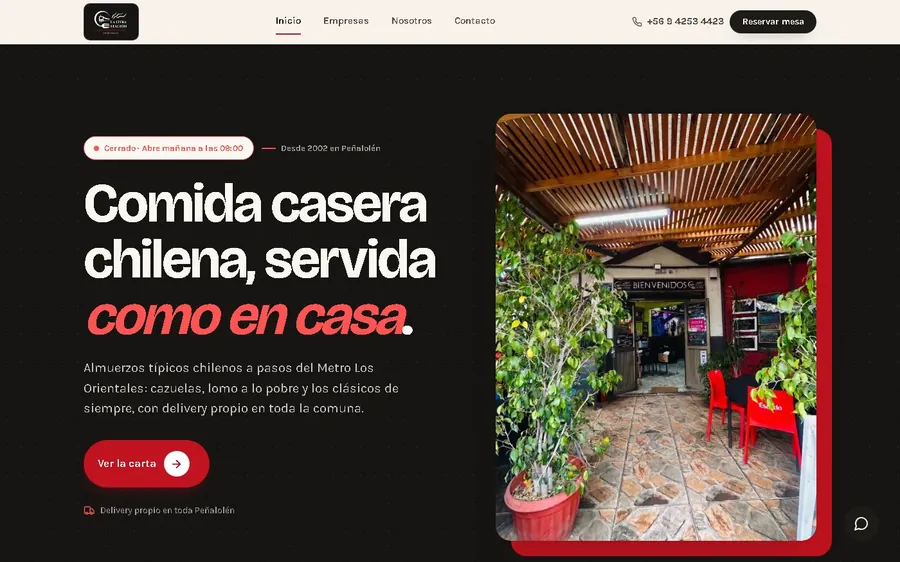 Inicio
Empresas
Nosotros
Contacto
+56 9 4253 4423
Reservar mesa
Cerrado · Abre mañana a las 09:00
Desde 2002 en Peñalolén
Comida casera
chilena, servida
como en casa.
Almuerzos típicos chilenos a pasos del Metro Los
Orientales: cazuelas, lomo a lo pobre y los clásicos de
siempre, con delivery propio en toda la comuna.
Ver la carta
Delivery propio en toda Peñalolén
BIENVENIDOS